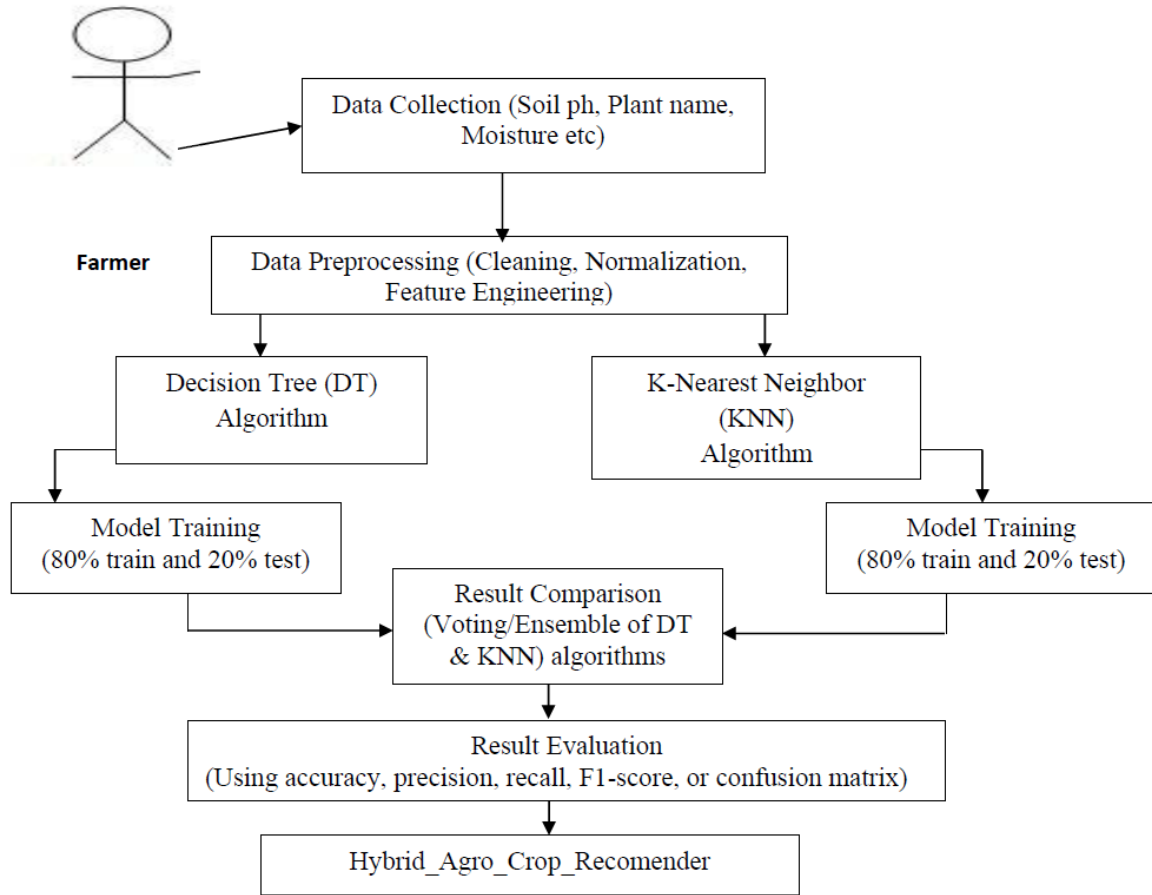 Data Collection (Soil ph, Plant name,
Moisture etc)
Farmer
Data Preprocessing (Cleaning, Normalization,
Feature Engineering)
Decision Tree (DT)
Algorithm
K-Nearest Neighbor
(KNN)
Algorithm
Model Training
(80% train and 20% test)
Model Training
(80% train and 20% test)
Result Comparison
(Voting/Ensemble of DT
& KNN) algorithms
Result Evaluation
(Using accuracy, precision, recall, F1-score, or confusion matrix)
Hybrid_Agro_Crop_Recomender